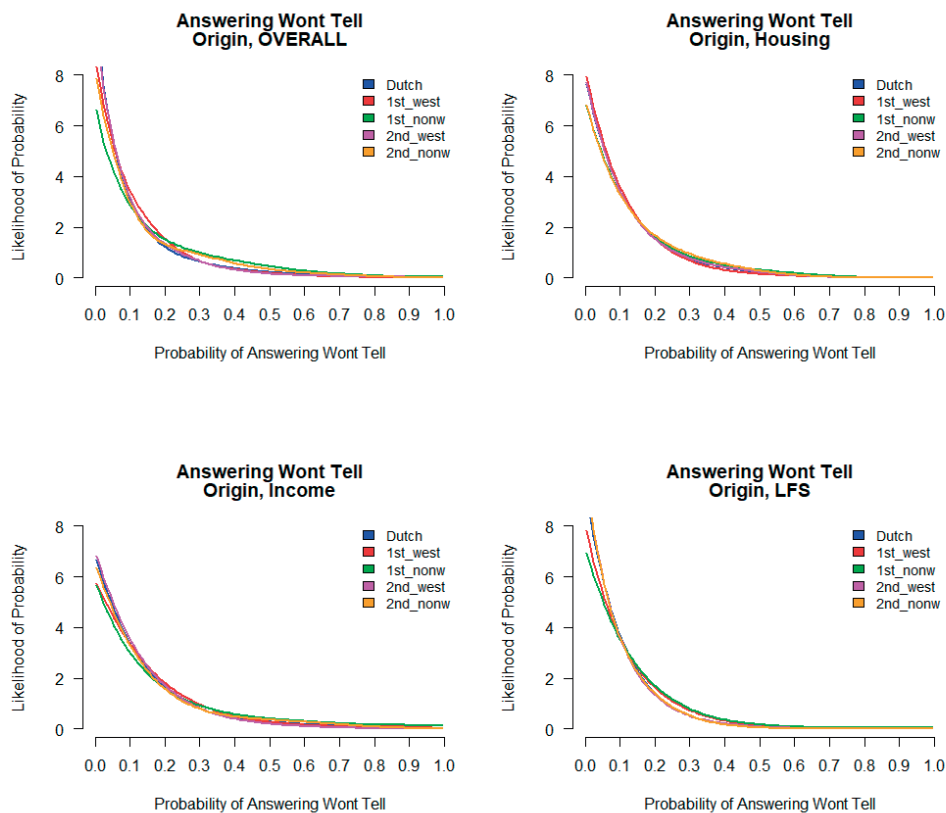 Answering Wont Tell
Origin, OVERALL
Likelihood of Probability
8
6
4
2
0
Dutch
1st_west
1st_nonw
2nd_west
2nd_nonw
0.0 0.1 0.2 0.3 0.4 0.5 0.6 0.7 0.8 0.9 1.0
Probability of Answering Wont Tell
Answering Wont Tell
Origin, Housing
Likelihood of Probability
8
6
4
2
0
Dutch
1st_west
1st_nonw
2nd_west
2nd_nonw
0.0 0.1 0.2 0.3 0.4 0.5 0.6 0.7 0.8 0.9 1.0
Probability of Answering Wont Tell
Answering Wont Tell
Origin, Income
Likelihood of Probability
8
6
4
2
0
Dutch
1st_west
1st_nonw
2nd_west
2nd_nonw
0.0 0.1 0.2 0.3 0.4 0.5 0.6 0.7 0.8 0.9 1.0
Probability of Answering Wont Tell
Answering Wont Tell
Origin, LFS
Likelihood of Probability
8
6
4
2
0
Dutch
1st_west
1st_nonw
2nd_west
2nd_nonw
0.0 0.1 0.2 0.3 0.4 0.5 0.6 0.7 0.8 0.9 1.0
Probability of Answering Wont Tell